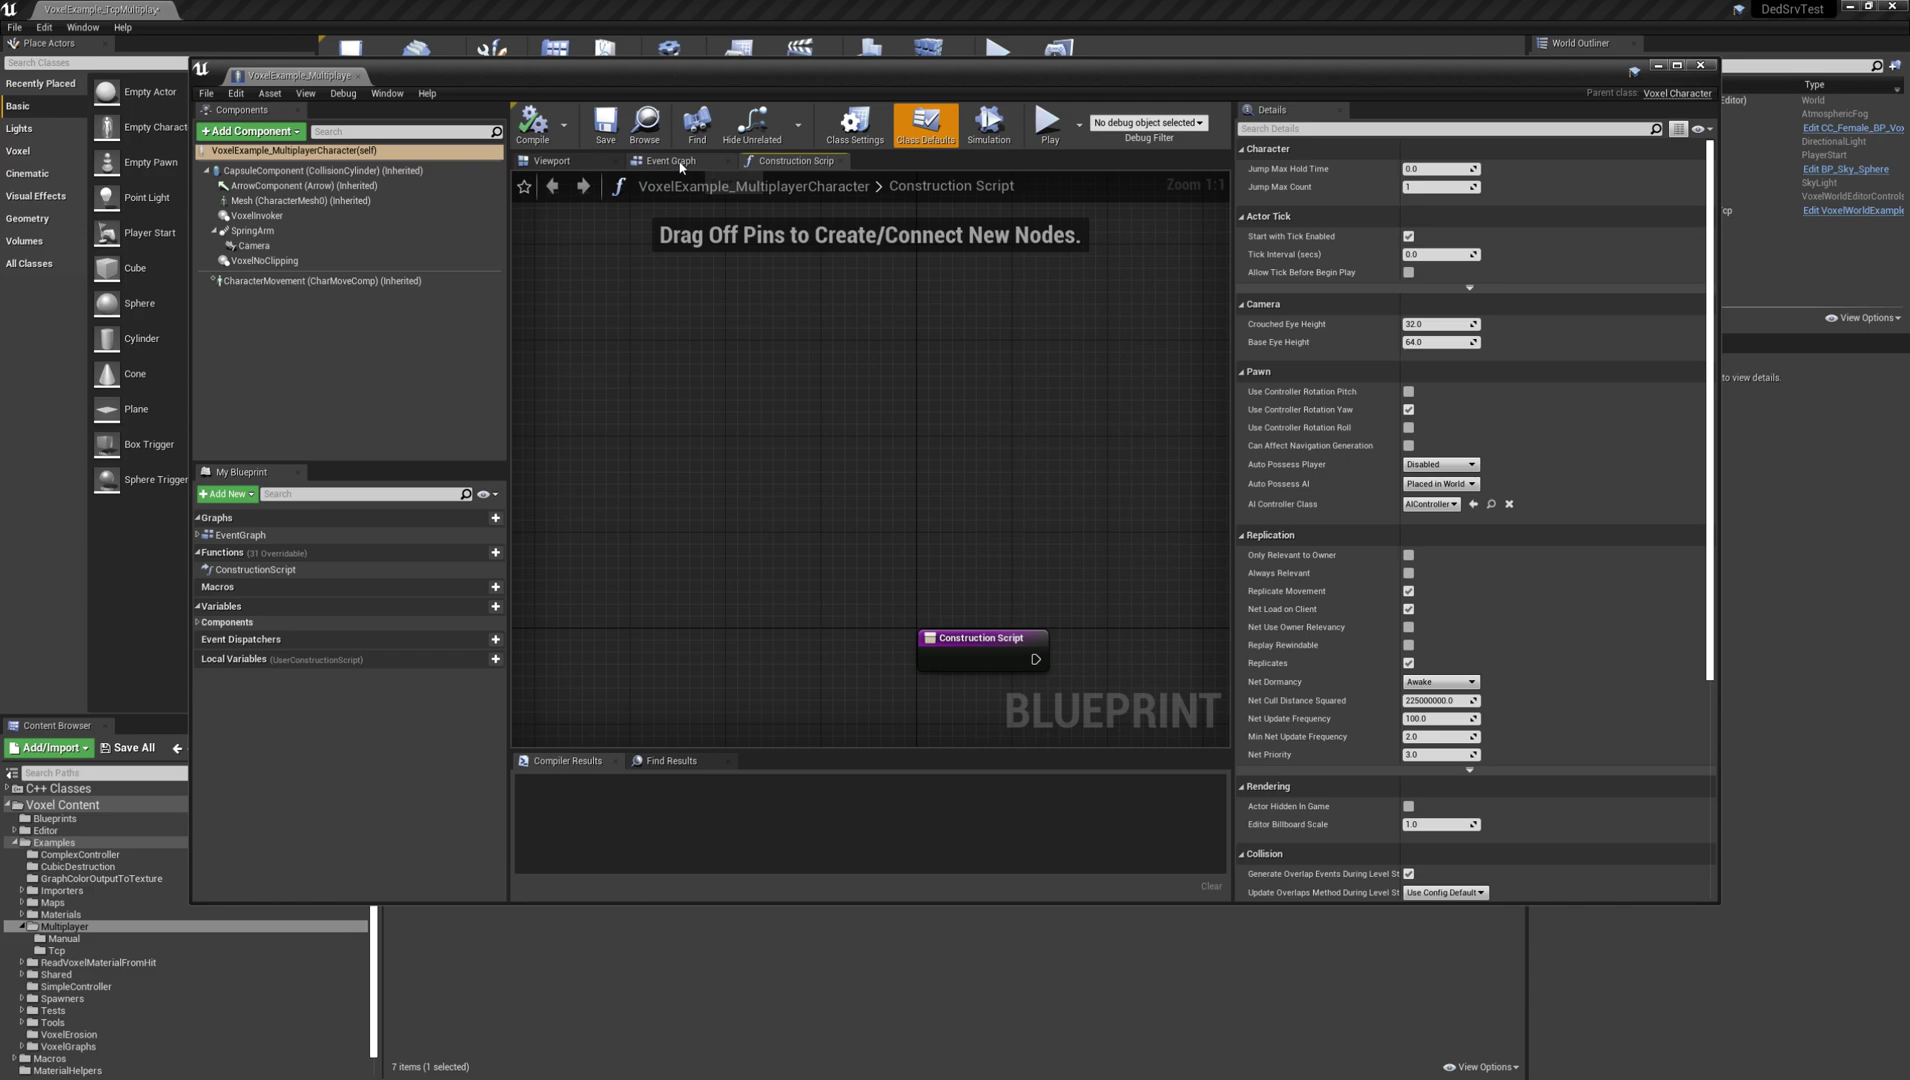 VoxelExample_TcpMultiplay
DedSrvTest
File Edit Window Help
Place Actors
World Outliner
Search Classes
Recently Placed
Basic
Lights
Voxel
Cinematic
Visual Effects
Geometry
Volumes
All Classes
Empty Actor
Empty Charact
Empty Pawn
Point Light
Player Start
Cube
Sphere
Cylinder
Cone
Plane
Box Trigger
Sphere Trigger
VoxelExample_Multiplaye
File Edit Asset View Debug Window Help
Parent class: Voxel Character
Components
+Add Component
Search
VoxelExample_MultiplayerCharacter(self)
CapsuleComponent (CollisionCylinder) (Inherited)
ArrowComponent (Arrow) (Inherited)
Mesh (CharacterMesh0) (Inherited)
VoxelInvoker
SpringArm
Camera
VoxelNoClipping
CharacterMovement (CharMoveComp) (Inherited)
My Blueprint
+Add New
Search
Graphs
EventGraph
Functions (31 Overridable)
ConstructionScript
Macros
Variables
Components
Event Dispatchers
Local Variables (UserConstructionScript)
Compile
Save
Browse
Find
Hide Unrelated
Class Settings
Class Defaults
Simulation
Play
No debug object selected
Debug Filter
Viewport
Event Graph
Construction Scrip
VoxelExample_MultiplayerCharacter > Construction Script
Zoom 1:1
Drag Off Pins to Create/Connect New Nodes.
Construction Script
BLUEPRINT
Compiler Results
Find Results
Clear
Details
Search Details
Character
Jump Max Hold Time 0.0
Jump Max Count 1
Actor Tick
Start with Tick Enabled
Tick Interval (secs) 0.0
Allow Tick Before Begin Play
Camera
Crouched Eye Height 32.0
Base Eye Height 64.0
Pawn
Use Controller Rotation Pitch
Use Controller Rotation Yaw
Use Controller Rotation Roll
Can Affect Navigation Generation
Auto Possess Player Disabled
Auto Possess AI Placed in World
AI Controller Class AIController
Replication
Only Relevant to Owner
Always Relevant
Replicate Movement
Net Load on Client
Net Use Owner Relevancy
Replay Rewindable
Replicates
Net Dormancy Awake
Net Cull Distance Squared 225000000.0
Net Update Frequency 100.0
Min Net Update Frequency 2.0
Net Priority 3.0
Rendering
Actor Hidden In Game
Editor Billboard Scale 1.0
Collision
Generate Overlap Events During Level St
Update Overlaps Method During Level St Use Config Default
Type
Editor) World
AtmosphericFog
Edit CC_Female_BP_Vox
DirectionalLight
PlayerStart
Edit BP_Sky_Sphere
SkyLight
VoxelWorldEditorControls
cp Edit VoxelWorldExample
View Options
to view details.
Content Browser
Add/Import Save All
Search Paths
C++ Classes
Voxel Content
Blueprints
Editor
Examples
ComplexController
CubicDestruction
GraphColorOutputToTexture
Importers
Maps
Materials
Multiplayer
Manual
Tcp
ReadVoxelMaterialFromHit
Shared
SimpleController
Spawners
Tests
Tools
VoxelErosion
VoxelGraphs
Macros
MaterialHelpers
7 items (1 selected)
View Options